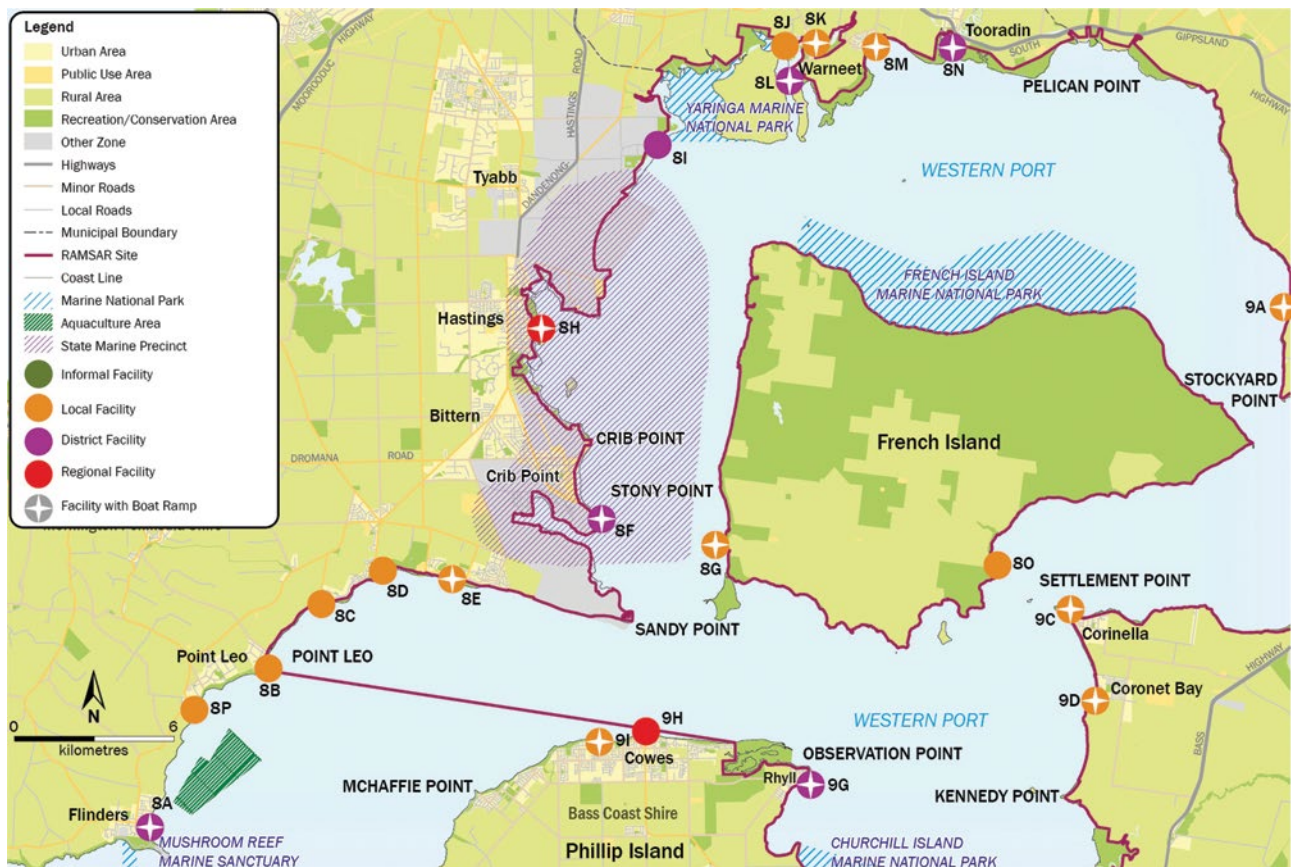 Legend
Urban Area
Public Use Area
Rural Area
Recreation/Conservation Area
Other Zone
Highways
Minor Roads
Local Roads
Municipal Boundary
RAMSAR Site
Coast Line
Marine National Park
Aquaculture Area
State Marine Precinct
Informal Facility
Local Facility
District Facility
Regional Facility
Facility with Boat Ramp
MOOROODUC
HIGHWAY
HASTINGS
ROAD
DANDENONG-
8J
8K
Warneet
8L
8M
Tooradin
8N
SOUTH
GIPPSLAND
HIGHWAY
PELICAN POINT
YARINGA MARINE
NATIONAL PARK
8I
Tyabb
WESTERN PORT
FRENCH ISLAND
MARINE NATIONAL PARK
9A
Hastings
8H
STOCKYARD
POINT
Bittern
CRIB POINT
French Island
DROMANA
ROAD
Crib Point
STONY POINT
8F
8G
8O
SETTLEMENT POINT
8D
8E
8C
9C
Corinella
SANDY POINT
HIGHWAY
Point Leo
POINT LEO
8B
8P
Coronet Bay
9D
N
0
6
kilometres
WESTERN PORT
BASS
9H
9I
Cowes
OBSERVATION POINT
MCHAFFIE POINT
Rhyll
9G
KENNEDY POINT
8A
Flinders
Bass Coast Shire
MUSHROOM REEF
MARINE SANCTUARY
Phillip Island
CHURCHILL ISLAND
MARINE NATIONAL PARK